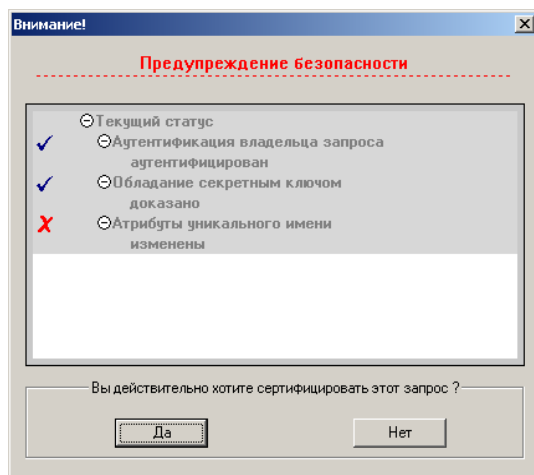 Внимание!
Предупреждение безопасности
Текущий статус
Аутентификация владельца запроса
аутентифицирован
Обладание секретным ключом
доказано
Атрибуты уникального имени
изменены
Вы действительно хотите сертифицировать этот запрос ?
Да
Нет